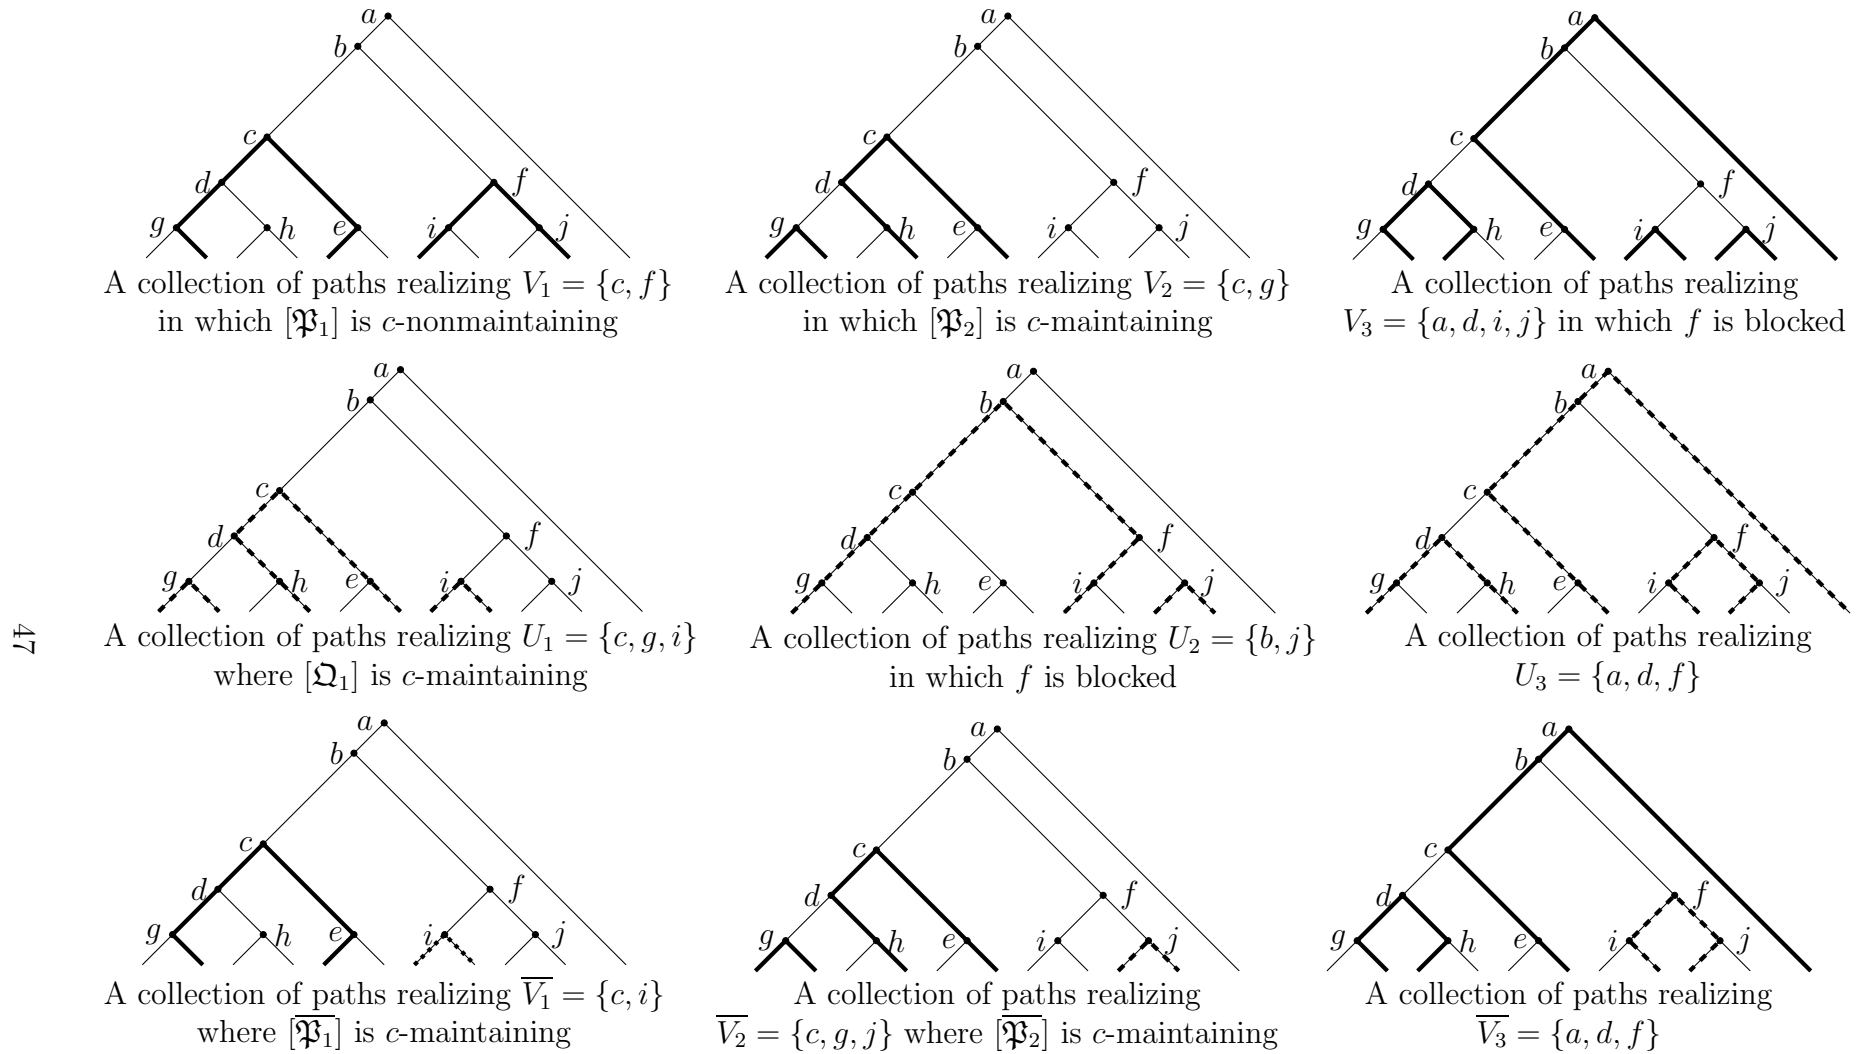 a
b
c
d
f
g
h
e
i
j
A collection of paths realizing V₁ = {c, f}
in which [𝔓₁] is c-nonmaintaining
a
b
c
d
f
g
h
e
i
j
A collection of paths realizing V₂ = {c, g}
in which [𝔓₂] is c-maintaining
a
b
c
d
f
g
h
e
i
j
A collection of paths realizing
V₃ = {a, d, i, j} in which f is blocked
a
b
c
d
f
g
h
e
i
j
A collection of paths realizing U₁ = {c, g, i}
where [𝔔₁] is c-maintaining
a
b
c
d
f
g
h
e
i
j
A collection of paths realizing U₂ = {b, j}
in which f is blocked
a
b
c
d
f
g
h
e
i
j
A collection of paths realizing
U₃ = {a, d, f}
47
a
b
c
d
f
g
h
e
i
j
A collection of paths realizing V̅₁ = {c, i}
where [𝔓̅₁] is c-maintaining
a
b
c
d
f
g
h
e
i
j
A collection of paths realizing
V̅₂ = {c, g, j} where [𝔓̅₂] is c-maintaining
a
b
c
d
f
g
h
e
i
j
A collection of paths realizing
V̅₃ = {a, d, f}